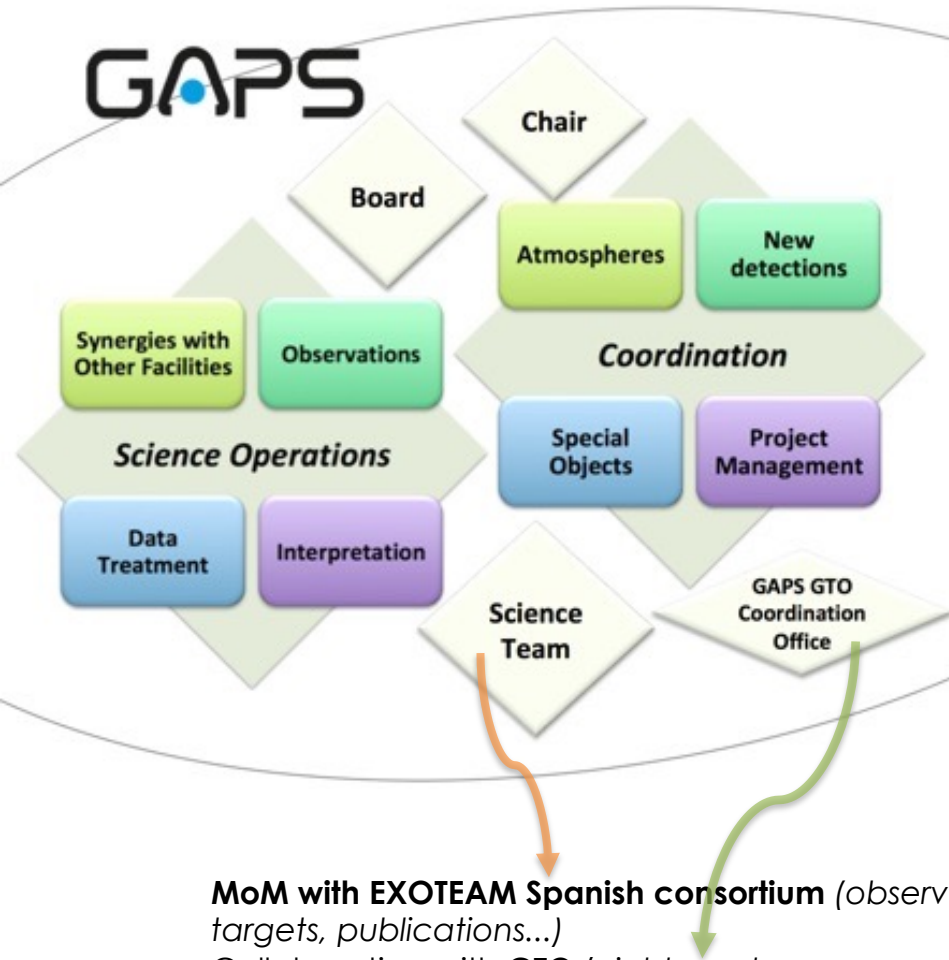 GAPS
Chair
Board
Atmospheres
New
detections
Synergies with
Other Facilities
Observations
Coordination
Science Operations
Special
Objects
Project
Management
Data
Treatment
Interpretation
Science
Team
GAPS GTO
Coordination
Office
MoM with EXOTEAM Spanish consortium (observ
targets, publications...)